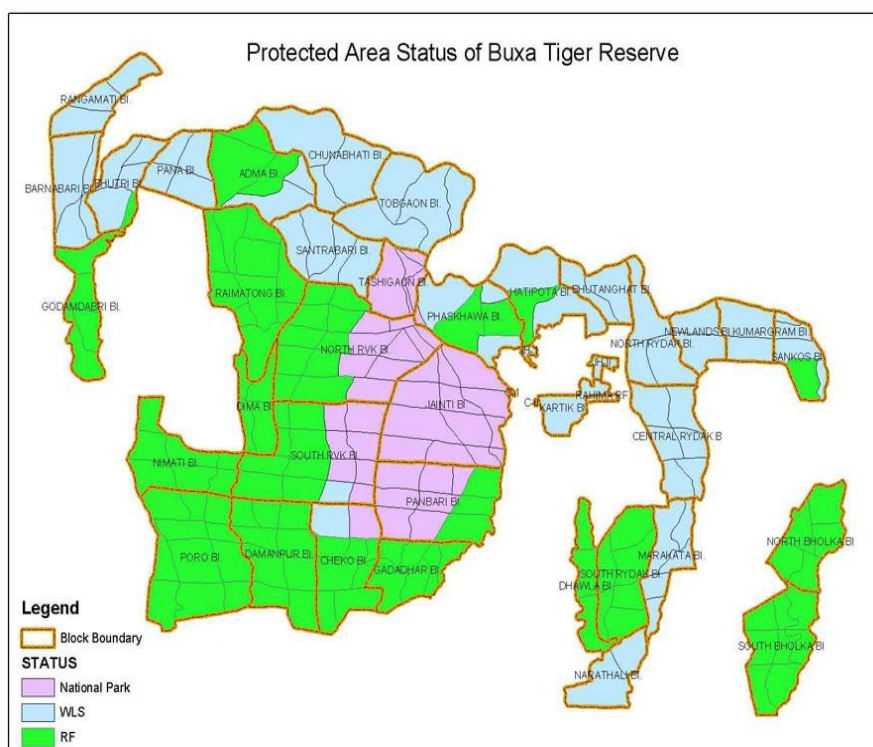 Protected Area Status of Buxa Tiger Reserve
RANGAMATI Bl.
BARNABARI Bl.
BHUTRI Bl.
PANA Bl.
ADMA Bl.
CHUNABHATI Bl.
TOBGAON Bl.
SANTRABARI Bl.
TASHIGAON Bl.
GODAMDABRI Bl.
RAIMATONG Bl.
PHASKHAWA Bl.
HATIPOTA Bl.
BHUTANGHAT Bl.
NORTH RVK Bl
NORTH RYDAK Bl.
NEWLANDS Bl.
KUMARGRAM Bl.
SANKOS Bl
JAINTI Bl
DIMA Bl.
C-I
C-II
RAHIMA RF
KARTIK Bl
CENTRAL RYDAK B
SOUTH RVK Bl
NIMATI Bl.
PANBARI Bl.
PORO Bl.
DAMANPUR Bl.
CHEKO Bl.
GADADHAR Bl.
NORTH BHOLKA Bl
MARAKATA Bl.
SOUTH RYDAK Bl.
DHAWLA Bl.
SOUTH BHOLKA Bl
NARATHALI Bl.
Legend
Block Boundary
STATUS
National Park
WLS
RF